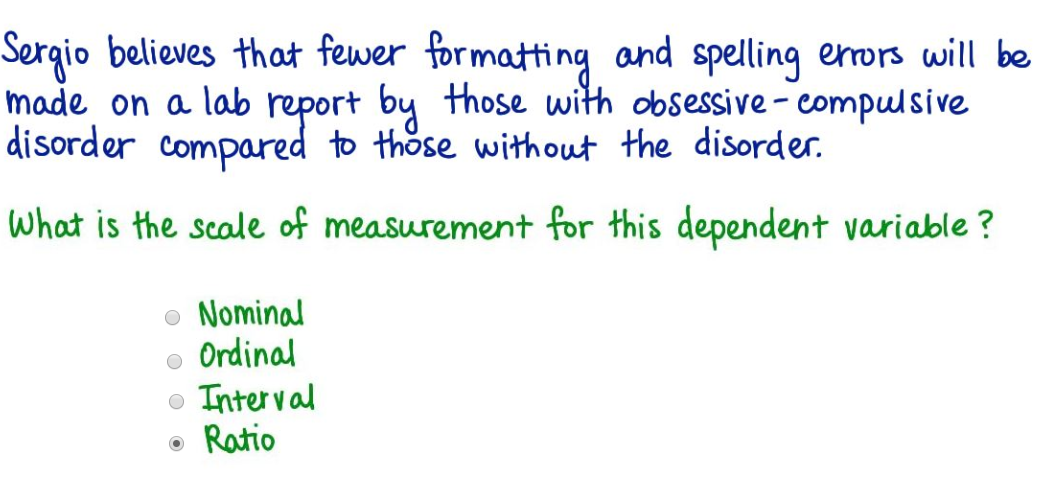 Sergio believes that fewer formatting and spelling errors will be
made on a lab report by those with obsessive-compulsive
disorder compared to those without the disorder.
What is the scale of measurement for this dependent variable?
Nominal
Ordinal
Interval
Ratio